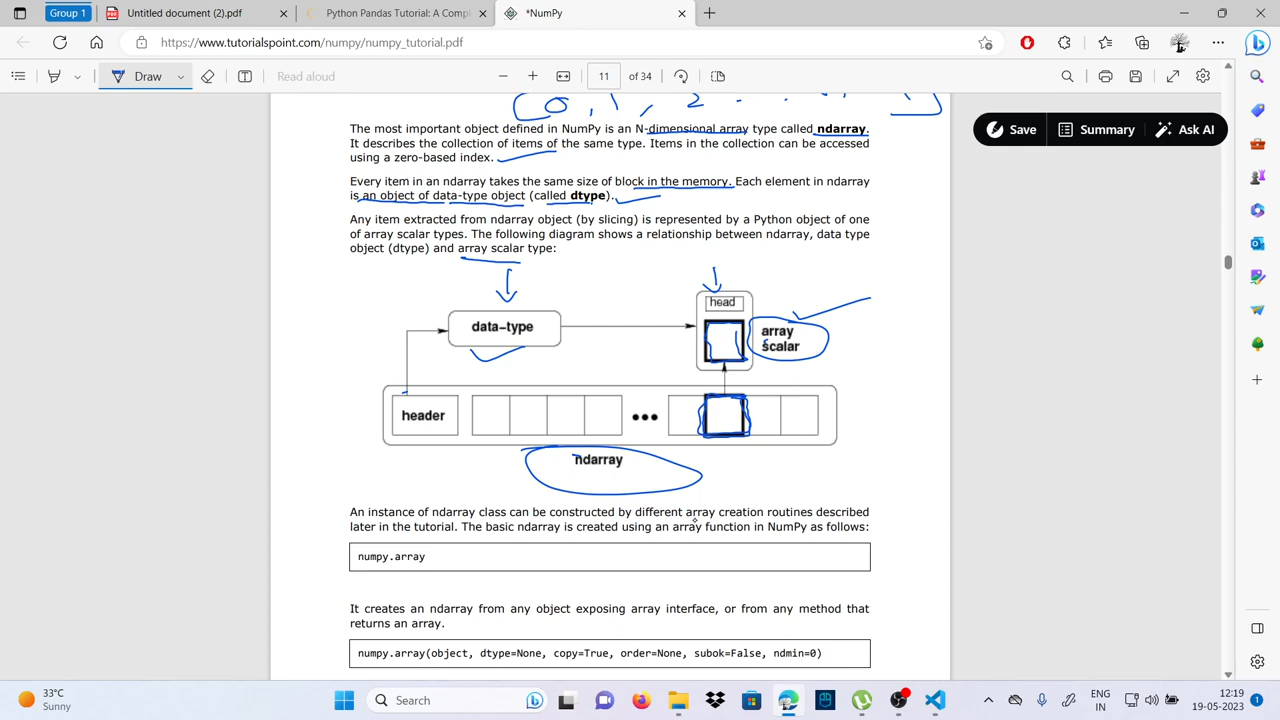 Group 1
Untitled document (2).pdf
Python Pandas Tutorial: A Compl
*NumPy
https://www.tutorialspoint.com/numpy/numpy_tutorial.pdf
Draw
Read aloud
11 of 34
0, 1, 2
The most important object defined in NumPy is an N-dimensional array type called ndarray.
It describes the collection of items of the same type. Items in the collection can be accessed
using a zero-based index.
Every item in an ndarray takes the same size of block in the memory. Each element in ndarray
is an object of data-type object (called dtype).
Any item extracted from ndarray object (by slicing) is represented by a Python object of one
of array scalar types. The following diagram shows a relationship between ndarray, data type
object (dtype) and array scalar type:
head
data-type
array
scalar
header
ndarray
An instance of ndarray class can be constructed by different array creation routines described
later in the tutorial. The basic ndarray is created using an array function in NumPy as follows:
numpy.array
It creates an ndarray from any object exposing array interface, or from any method that
returns an array.
numpy.array(object, dtype=None, copy=True, order=None, subok=False, ndmin=0)
Save
Summary
Ask AI
33°C
Sunny
Search
ENG
IN
12:19
19-05-2023